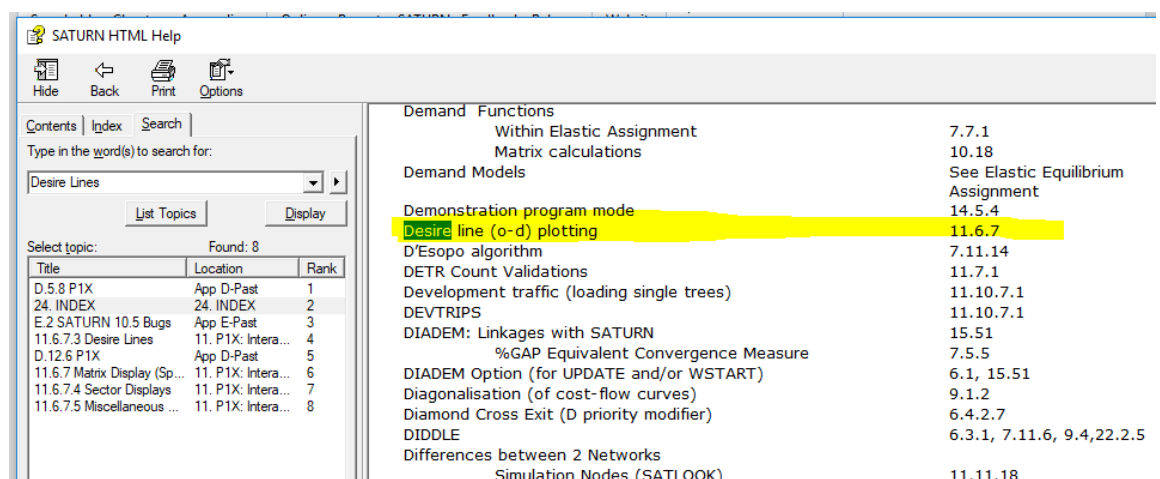 SATURN HTML Help
Hide Back Print Options
Contents Index Search
Type in the word(s) to search for:
Desire Lines
List Topics Display
Select topic: Found: 8
Title Location Rank
D.5.8 P1X App D-Past 1
24. INDEX 24. INDEX 2
E.2 SATURN 10.5 Bugs App E-Past 3
11.6.7.3 Desire Lines 11. P1X: Intera... 4
D.12.6 P1X App D-Past 5
11.6.7 Matrix Display (Sp... 11. P1X: Intera... 6
11.6.7.4 Sector Displays 11. P1X: Intera... 7
11.6.7.5 Miscellaneous ... 11. P1X: Intera... 8
Demand Functions
Within Elastic Assignment 7.7.1
Matrix calculations 10.18
Demand Models See Elastic Equilibrium
Assignment
Demonstration program mode 14.5.4
Desire line (o-d) plotting 11.6.7
D'Esopo algorithm 7.11.14
DETR Count Validations 11.7.1
Development traffic (loading single trees) 11.10.7.1
DEVTRIPS 11.10.7.1
DIADEM: Linkages with SATURN 15.51
%GAP Equivalent Convergence Measure 7.5.5
DIADEM Option (for UPDATE and/or WSTART) 6.1, 15.51
Diagonalisation (of cost-flow curves) 9.1.2
Diamond Cross Exit (D priority modifier) 6.4.2.7
DIDDLE 6.3.1, 7.11.6, 9.4,22.2.5
Differences between 2 Networks
Simulation Nodes (SATLOOK) 11.11.18